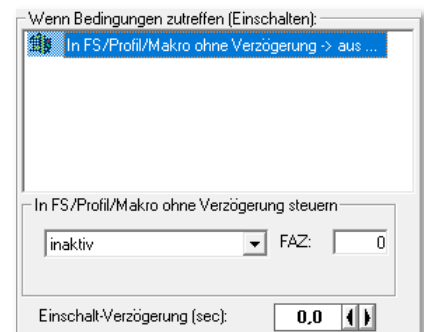 Wenn Bedingungen zutreffen (Einschalten):
In FS/Profil/Makro ohne Verzögerung -> aus ...
In FS/Profil/Makro ohne Verzögerung steuern
inaktiv FAZ: 0
Einschalt-Verzögerung (sec): 0,0